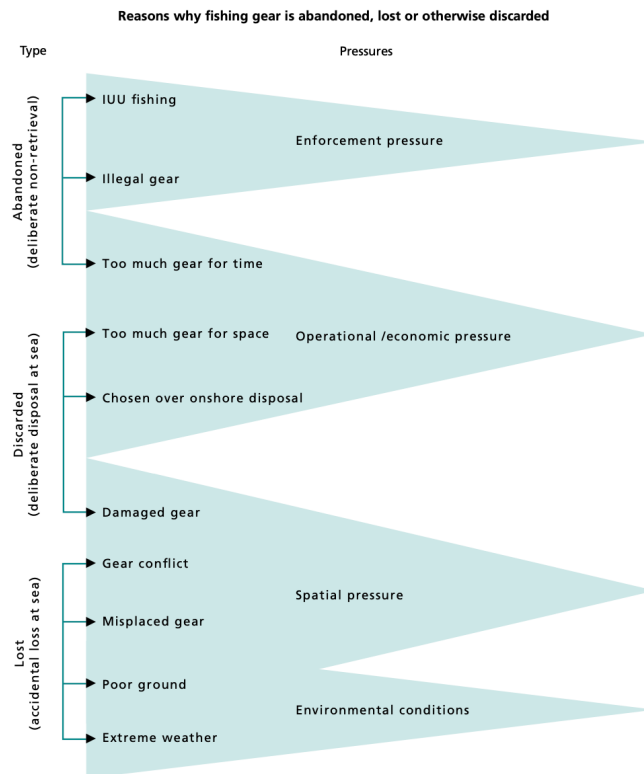 Reasons why fishing gear is abandoned, lost or otherwise discarded
Type
Pressures
Abandoned
(deliberate non-retrieval)
IUU fishing
Illegal gear
Too much gear for time
Enforcement pressure
Discarded
(deliberate disposal at sea)
Too much gear for space
Chosen over onshore disposal
Damaged gear
Operational /economic pressure
Lost
(accidental loss at sea)
Gear conflict
Misplaced gear
Poor ground
Extreme weather
Spatial pressure
Environmental conditions